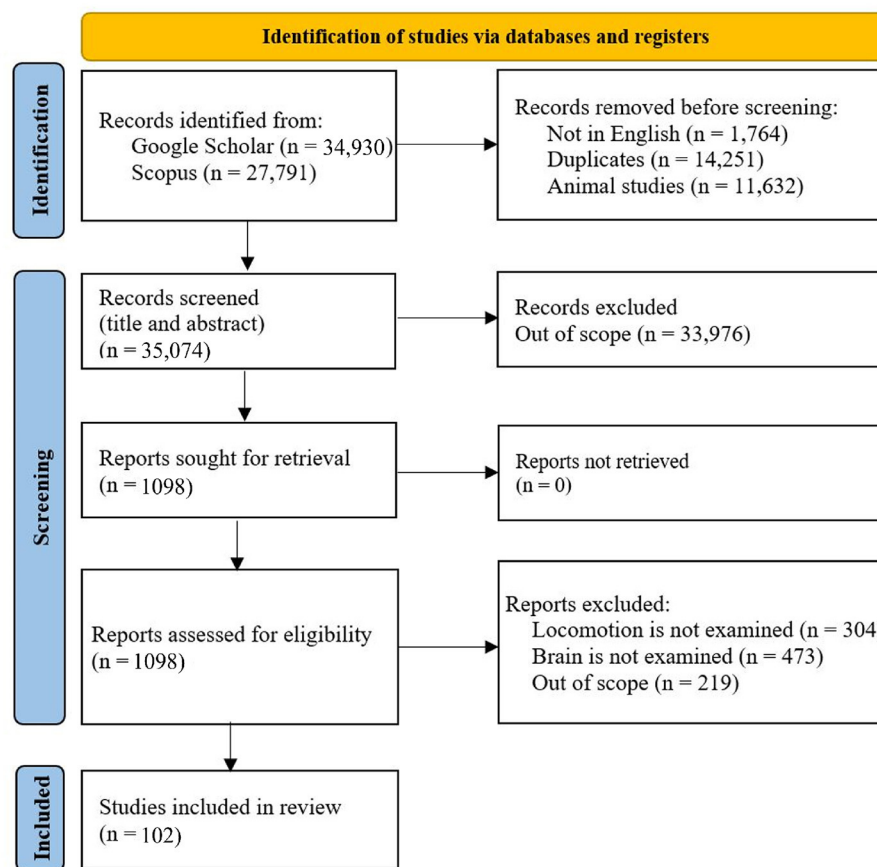 Identification of studies via databases and registers
Identification
Records identified from:
Google Scholar (n = 34,930)
Scopus (n = 27,791)
Records removed before screening:
Not in English (n = 1,764)
Duplicates (n = 14,251)
Animal studies (n = 11,632)
Screening
Records screened
(title and abstract)
(n = 35,074)
Records excluded
Out of scope (n = 33,976)
Reports sought for retrieval
(n = 1098)
Reports not retrieved
(n = 0)
Reports assessed for eligibility
(n = 1098)
Reports excluded:
Locomotion is not examined (n = 304
Brain is not examined (n = 473)
Out of scope (n = 219)
Included
Studies included in review
(n = 102)